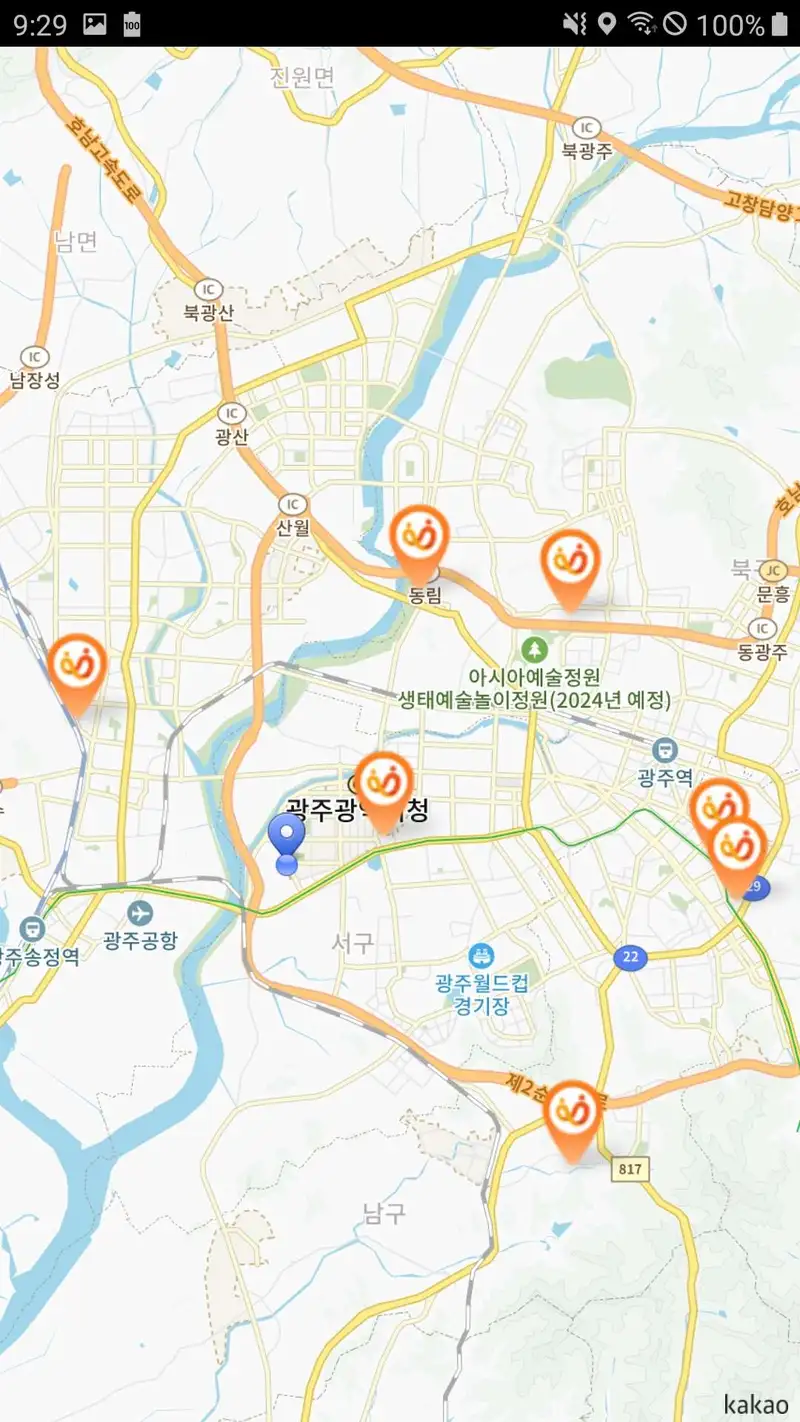 9:29
100
100%
진원면
IC
북광주
호남고속도로
고창담양고
남면
IC
북광산
IC
남장성
IC
광산
IC
산월
동림
북구
JC
문흥
IC
동광주
아시아예술정원
생태예술놀이정원(2024년 예정)
광주역
광주광역시청
29
광주공항
광주송정역
서구
22
광주월드컵
경기장
제2순
817
남구
kakao